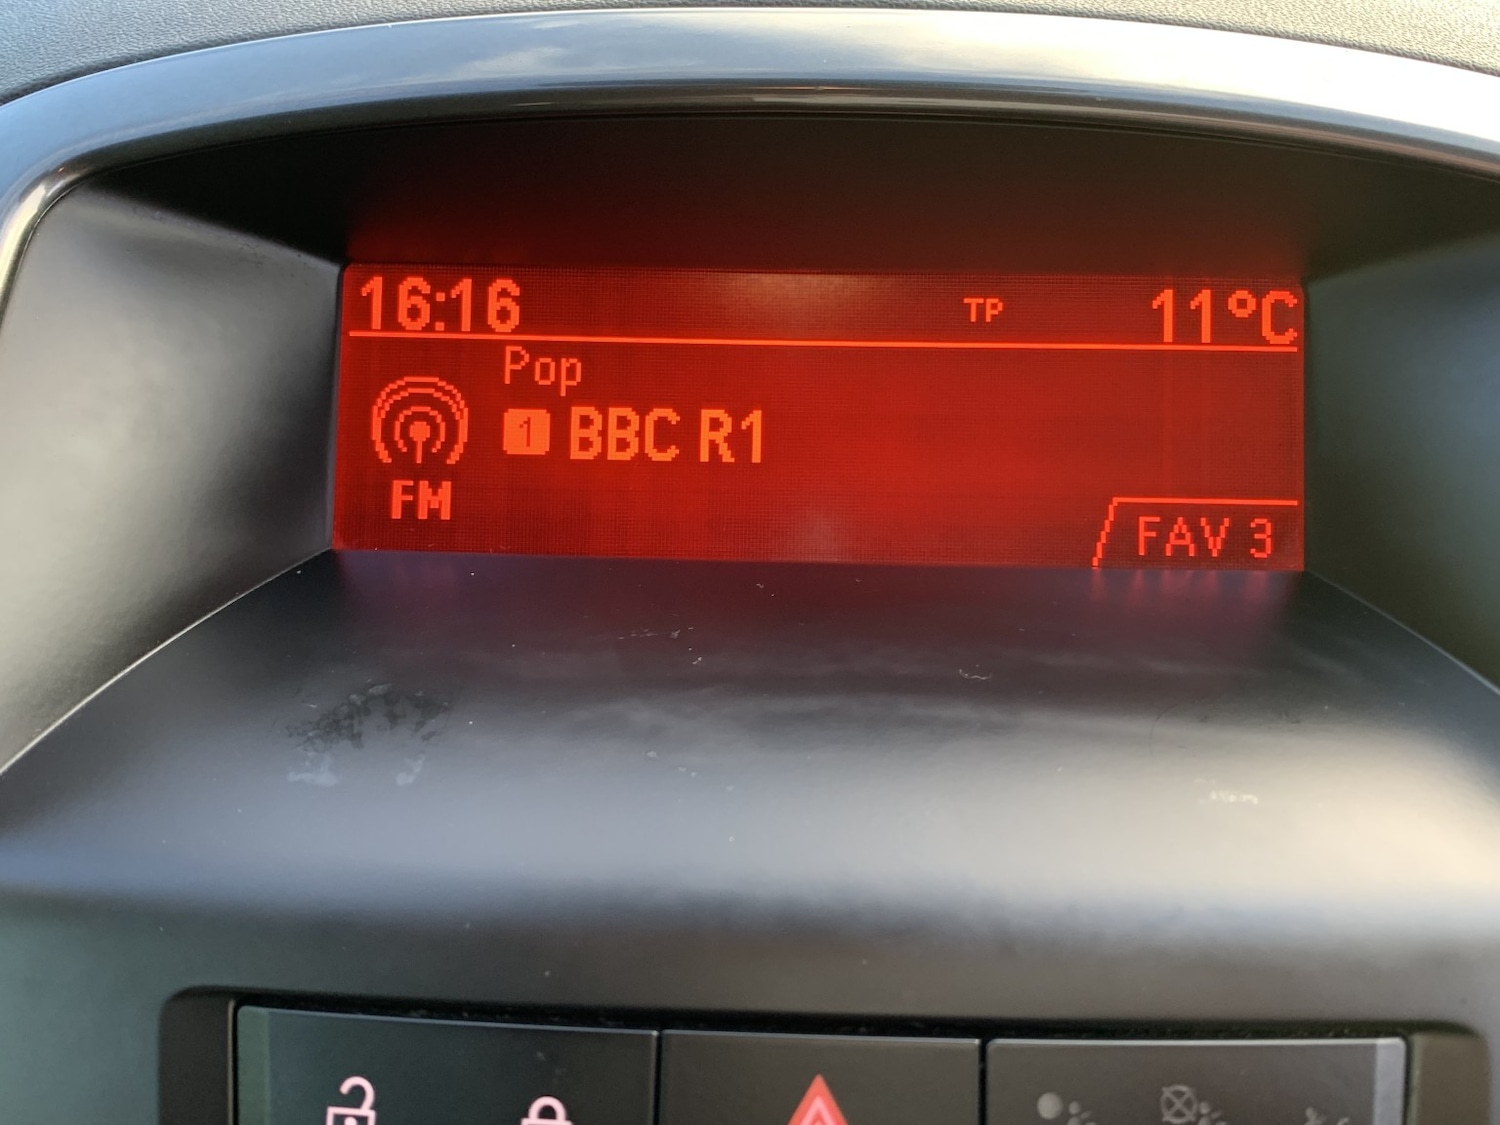 16:16 TP 11°C
Pop
1 BBC R1
FM
FAV 3